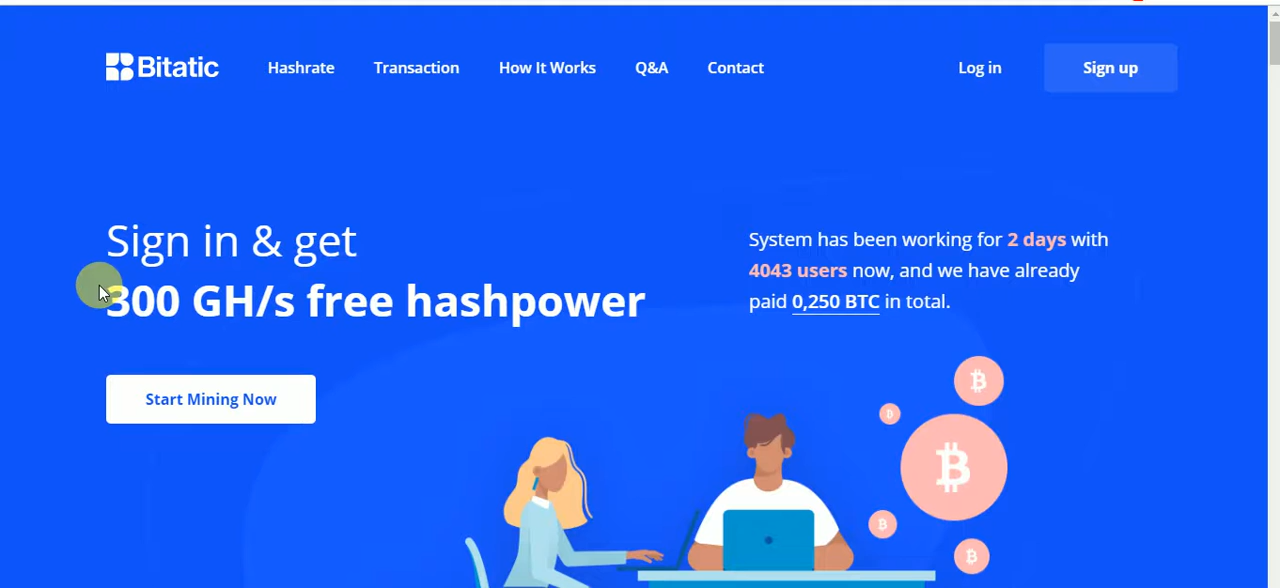 Bitatic Hashrate Transaction How It Works Q&A Contact Log in Sign up
Sign in & get
300 GH/s free hashpower
Start Mining Now
System has been working for 2 days with
4043 users now, and we have already
paid 0,250 BTC in total.